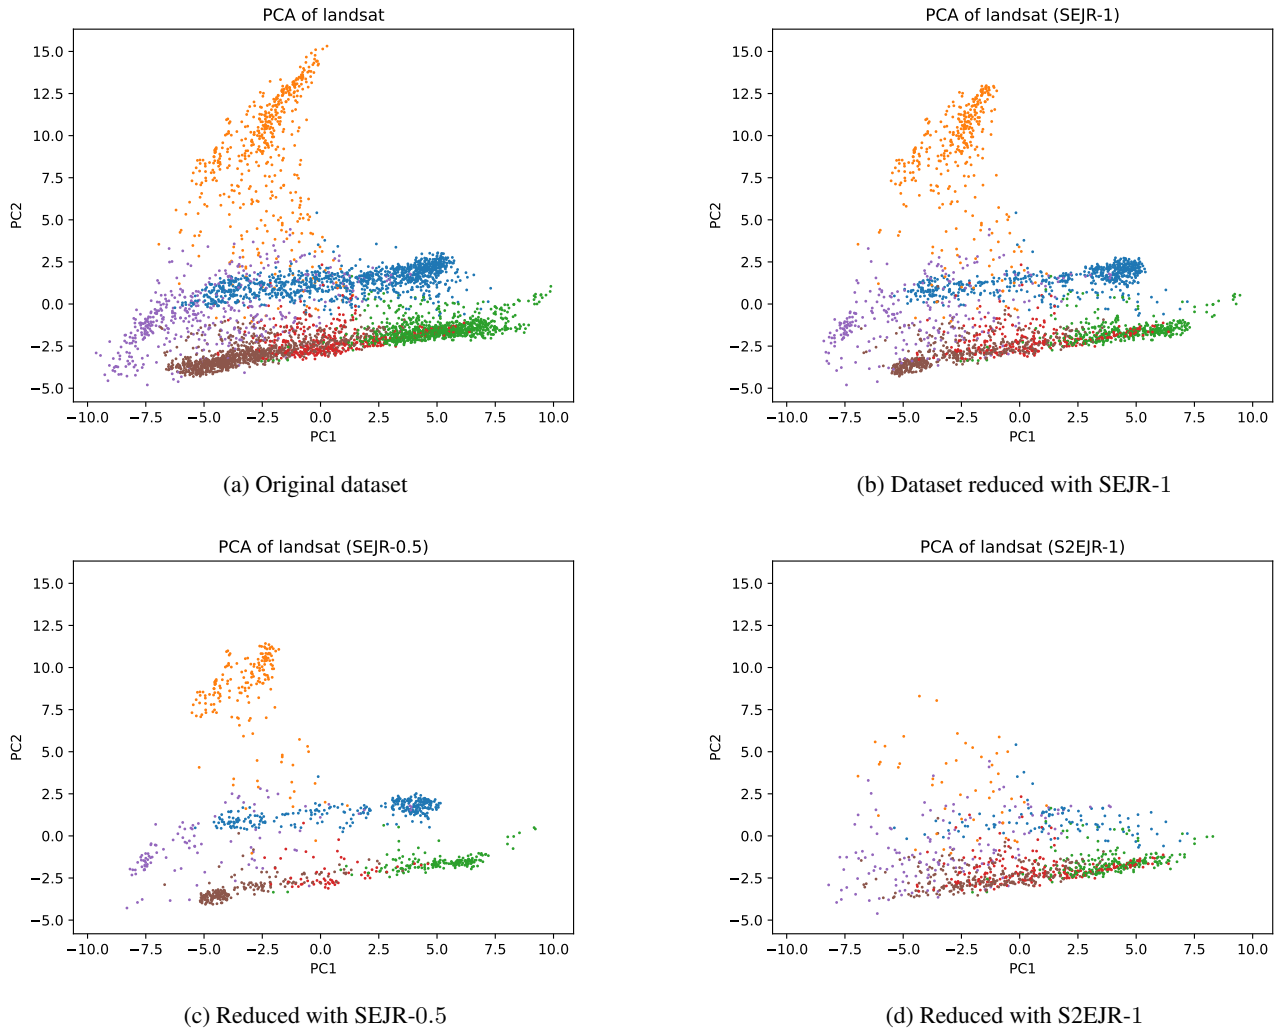 PCA of landsat
15.0
12.5
10.0
7.5
5.0
2.5
0.0
−2.5
−5.0
PC2
−10.0 −7.5 −5.0 −2.5 0.0 2.5 5.0 7.5 10.0
PC1
(a) Original dataset
PCA of landsat (SEJR-1)
15.0
12.5
10.0
7.5
5.0
2.5
0.0
−2.5
−5.0
PC2
−10.0 −7.5 −5.0 −2.5 0.0 2.5 5.0 7.5 10.0
PC1
(b) Dataset reduced with SEJR-1
PCA of landsat (SEJR-0.5)
15.0
12.5
10.0
7.5
5.0
2.5
0.0
−2.5
−5.0
PC2
−10.0 −7.5 −5.0 −2.5 0.0 2.5 5.0 7.5 10.0
PC1
(c) Reduced with SEJR-0.5
PCA of landsat (S2EJR-1)
15.0
12.5
10.0
7.5
5.0
2.5
0.0
−2.5
−5.0
PC2
−10.0 −7.5 −5.0 −2.5 0.0 2.5 5.0 7.5 10.0
PC1
(d) Reduced with S2EJR-1